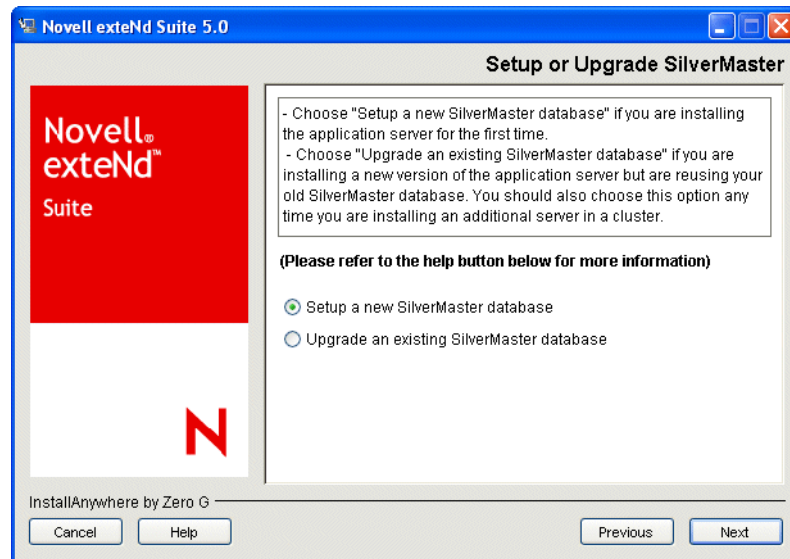 Novell exteNd Suite 5.0
Setup or Upgrade SilverMaster
Novell®
exteNd™
Suite
- Choose "Setup a new SilverMaster database" if you are installing
the application server for the first time.
- Choose "Upgrade an existing SilverMaster database" if you are
installing a new version of the application server but are reusing your
old SilverMaster database. You should also choose this option any
time you are installing an additional server in a cluster.
(Please refer to the help button below for more information)
Setup a new SilverMaster database
Upgrade an existing SilverMaster database
N
InstallAnywhere by Zero G
Cancel
Help
Previous
Next